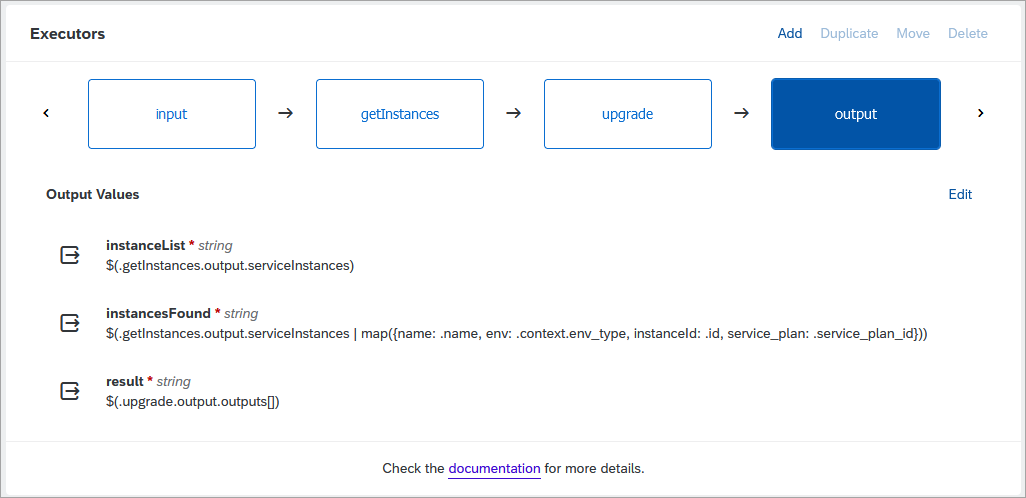 Executors
Add Duplicate Move Delete
input → getInstances → upgrade → output
Output Values
Edit
instanceList * string
$(.getInstances.output.serviceInstances)
instancesFound * string
$(.getInstances.output.serviceInstances | map({name: .name, env: .context.env_type, instanceId: .id, service_plan: .service_plan_id}))
result * string
$(.upgrade.output.outputs[])
Check the documentation for more details.